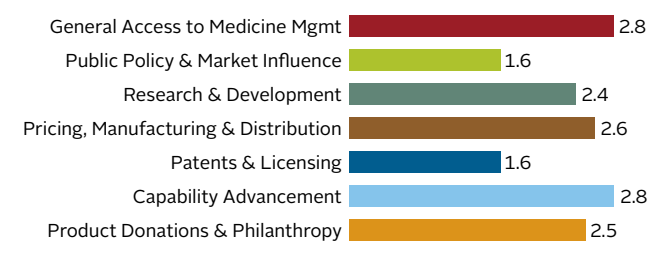 General Access to Medicine Mgmt 2.8
Public Policy & Market Influence 1.6
Research & Development 2.4
Pricing, Manufacturing & Distribution 2.6
Patents & Licensing 1.6
Capability Advancement 2.8
Product Donations & Philanthropy 2.5